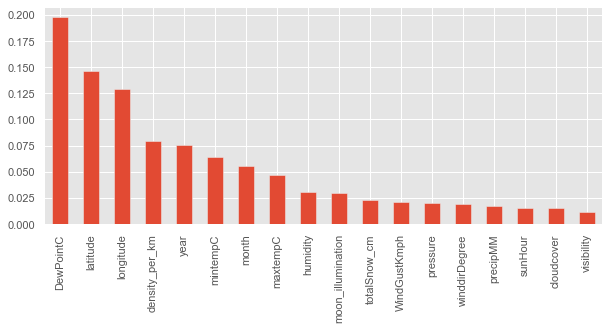 0.200
0.175
0.150
0.125
0.100
0.075
0.050
0.025
0.000
DewPointC
latitude
longitude
density_per_km
year
mintempC
month
maxtempC
humidity
moon_illumination
totalSnow_cm
WindGustKmph
pressure
winddirDegree
precipMM
sunHour
cloudcover
visibility